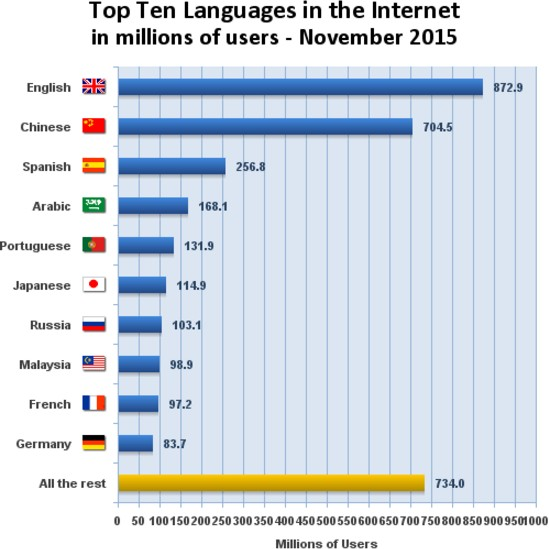 Top Ten Languages in the Internet
in millions of users - November 2015
English 872.9
Chinese 704.5
Spanish 256.8
Arabic 168.1
Portuguese 131.9
Japanese 114.9
Russia 103.1
Malaysia 98.9
French 97.2
Germany 83.7
All the rest 734.0
0 50 100 150 200 250 300 350 400 450 500 550 600 650 700 750 800 850 900 950 1000
Millions of Users